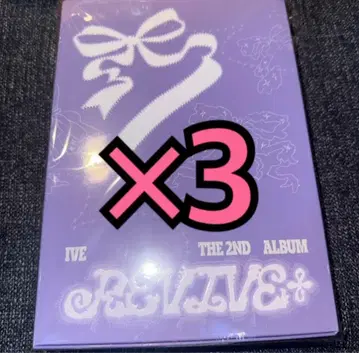 ×3
IVE THE 2ND ALBUM
REVIVE+